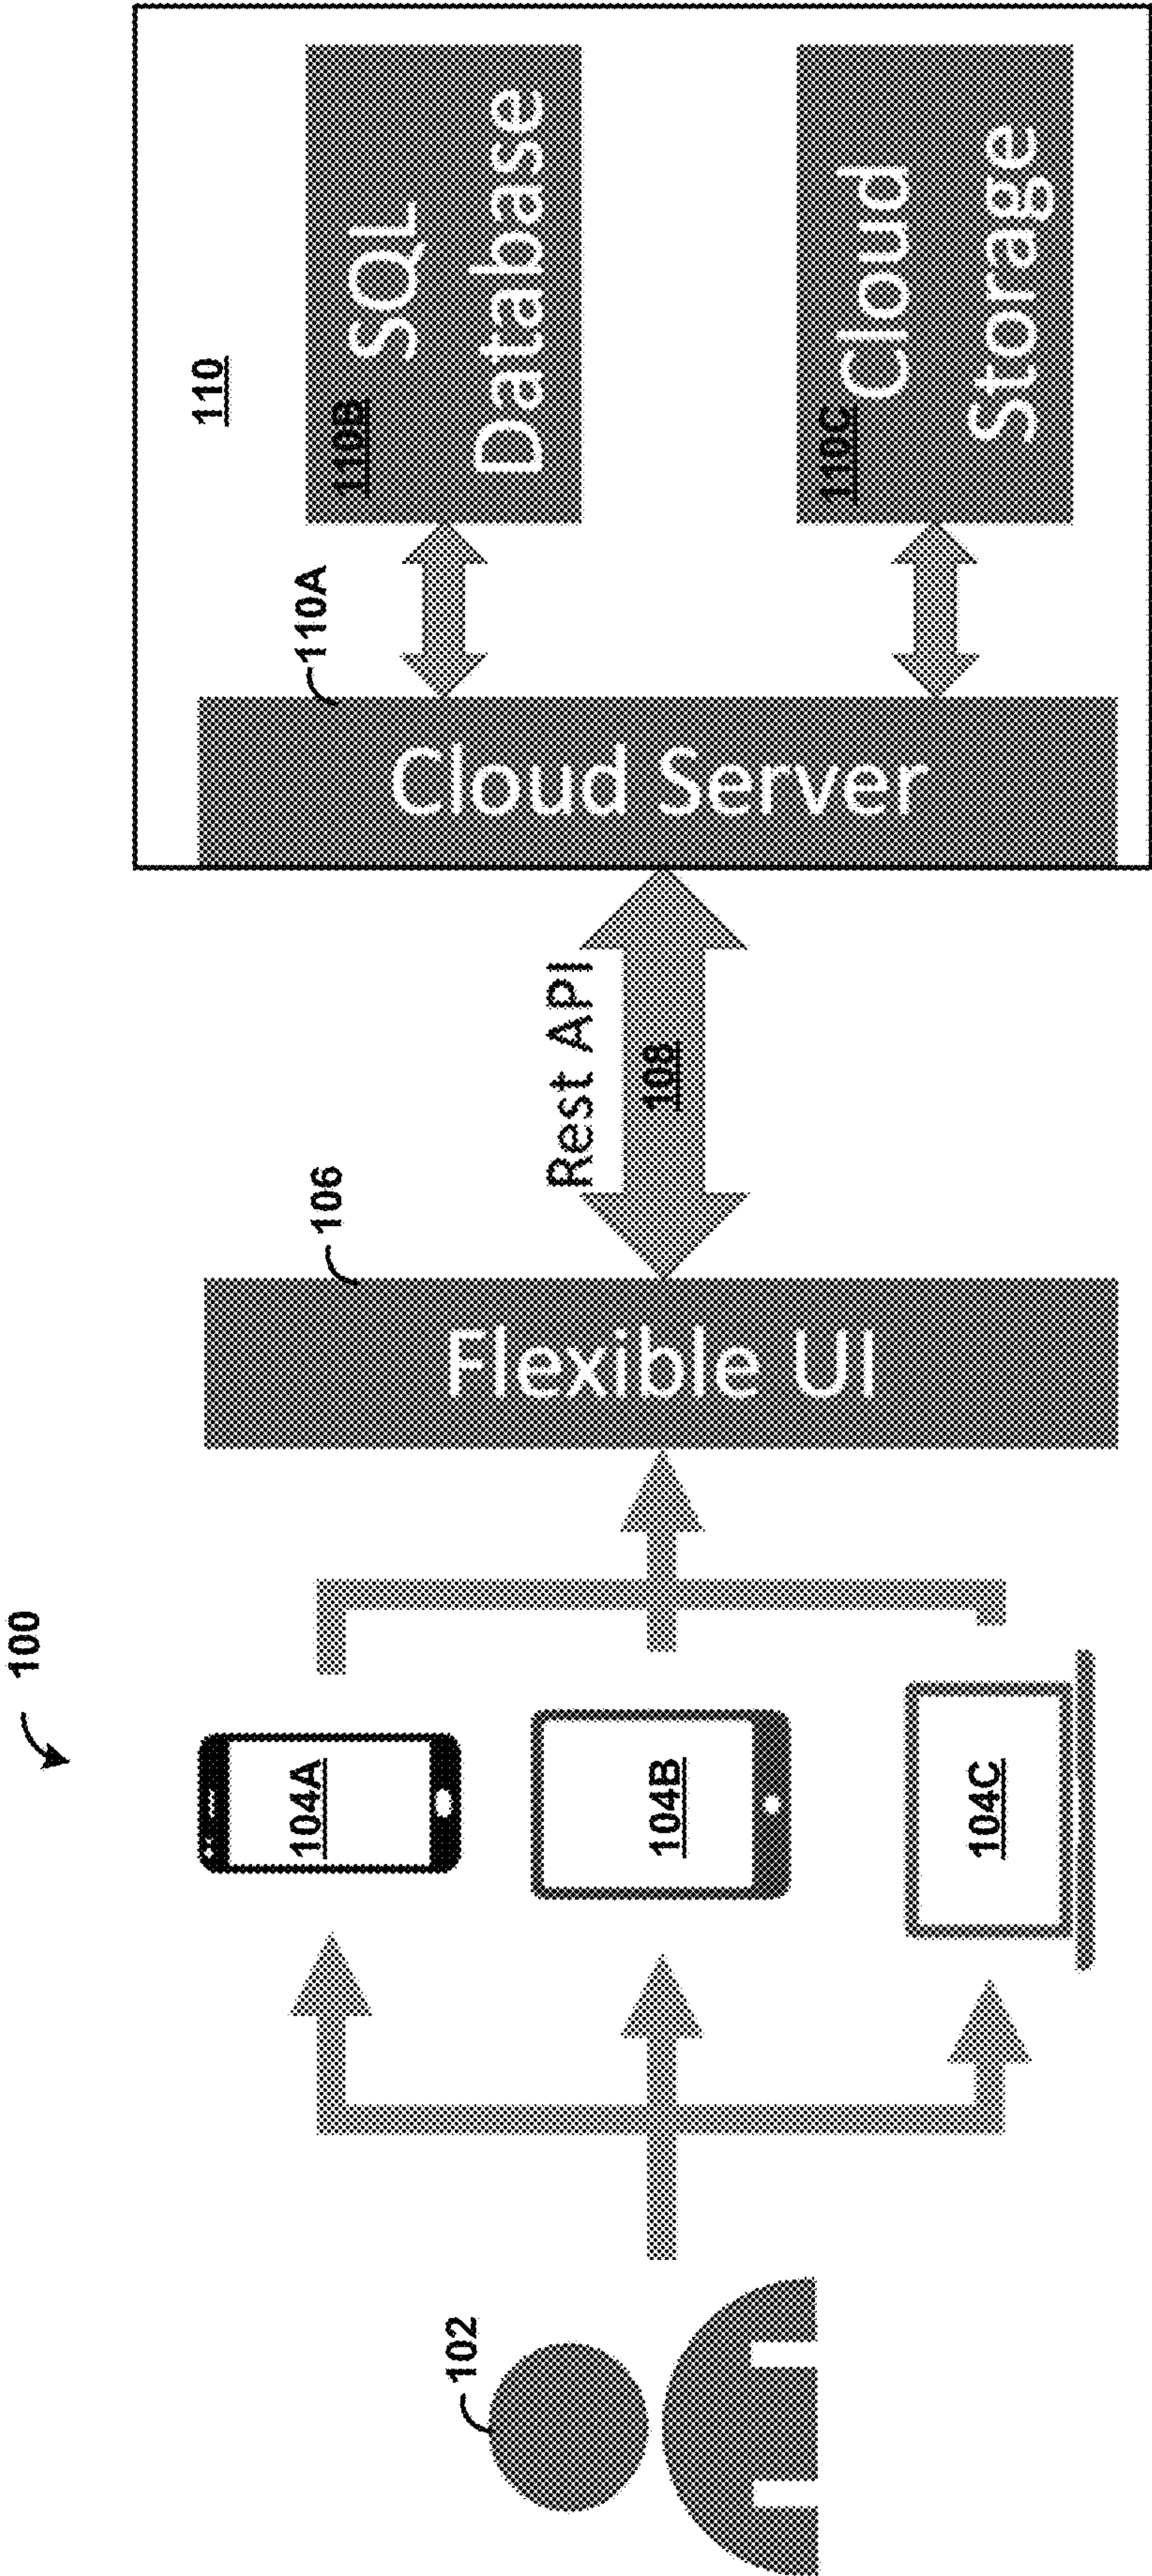 100
102
104A
104B
104C
106
Flexible UI
Rest API
108
110
110A
Cloud Server
110B
SQL
Database
110C
Cloud
Storage